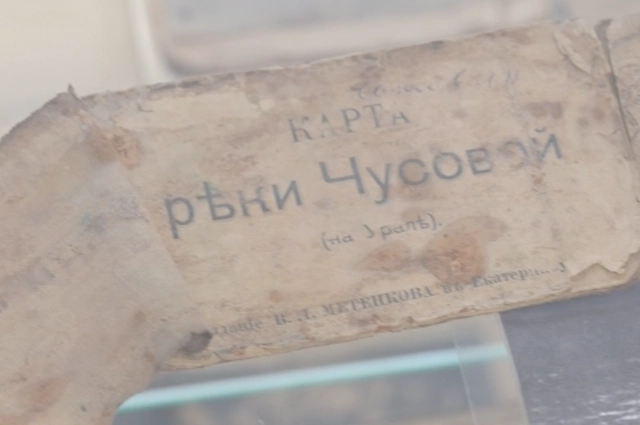 КАРТА
рѣки Чусовой
(на Уралѣ).
В. Л. МЕТЕНКОВА въ